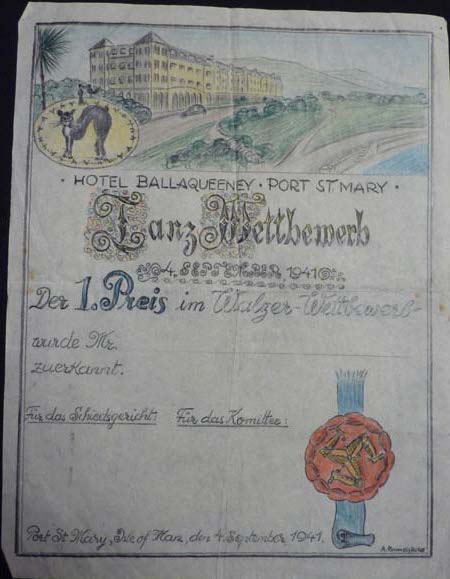 · HOTEL BALLAQUEENEY · PORT ST MARY ·
Tanz Wettbewerb
4. SEPTEMBER 1941
Der 1. Preis im Walzer-Wettbewerb
wurde Mr.
zuerkannt.
Für das Schiedsgericht: Für das Komittee:
Port St Mary, Isle of Man, den 4. September 1941.